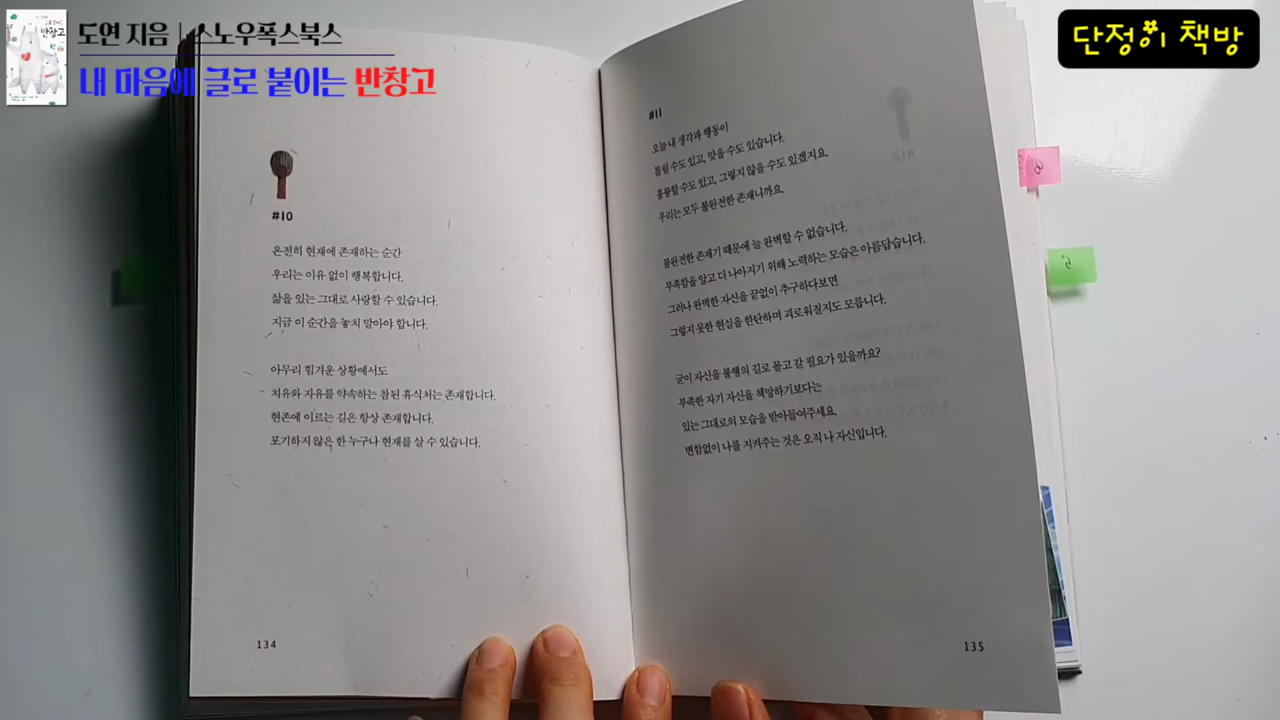 도연 지음 | 스노우폭스북스
내 마음에 글로 붙이는 반창고
반창고
단정이 책방
#10
온전히 현재에 존재하는 순간
우리는 이유 없이 행복합니다.
삶을 있는 그대로 사랑할 수 있습니다.
지금 이 순간을 놓치 말아야 합니다.
아무리 힘겨운 상황에서도
치유와 자유를 약속하는 참된 휴식처는 존재합니다.
현존에 이르는 길은 항상 존재합니다.
포기하지 않은 한 누구나 현재를 살 수 있습니다.
134
#11
오늘 내 생각과 행동이
틀릴 수도 있고, 맞을 수도 있습니다.
훌륭할 수도 있고, 그렇지 않을 수도 있겠지요.
우리는 모두 불완전한 존재니까요.
불완전한 존재기 때문에 늘 완벽할 수 없습니다.
부족함을 알고 더 나아지기 위해 노력하는 모습은 아름답습니다.
그러나 완벽한 자신을 끝없이 추구하다보면
그렇지 못한 현실을 한탄하며 괴로워질지도 모릅니다.
굳이 자신을 불행의 길로 몰고 갈 필요가 있을까요?
부족한 자기 자신을 책망하기보다는
있는 그대로의 모습을 받아들여주세요.
변함없이 나를 지켜주는 것은 오직 나 자신입니다.
135